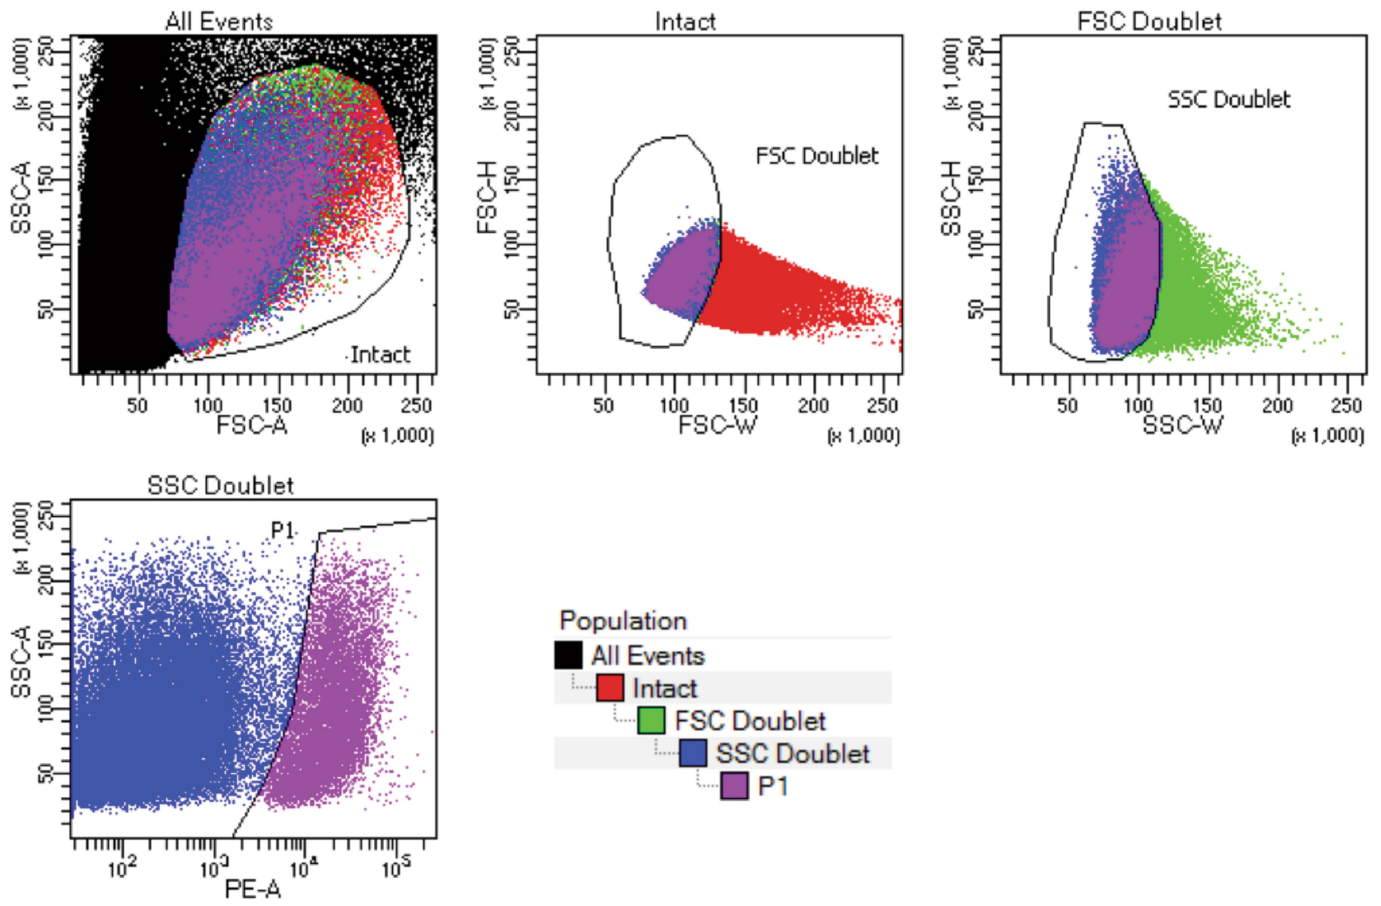 All Events
SSC-A
(x 1,000)
50 100 150 200 250
Intact
50 100 150 200 250
FSC-A
(x 1,000)
Intact
FSC-H
(x 1,000)
50 100 150 200 250
FSC Doublet
50 100 150 200 250
FSC-W
(x 1,000)
FSC Doublet
SSC-H
(x 1,000)
50 100 150 200 250
SSC Doublet
50 100 150 200 250
SSC-W
(x 1,000)
SSC Doublet
SSC-A
(x 1,000)
50 100 150 200 250
P1
10² 10³ 10⁴ 10⁵
PE-A
Population
All Events
Intact
FSC Doublet
SSC Doublet
P1